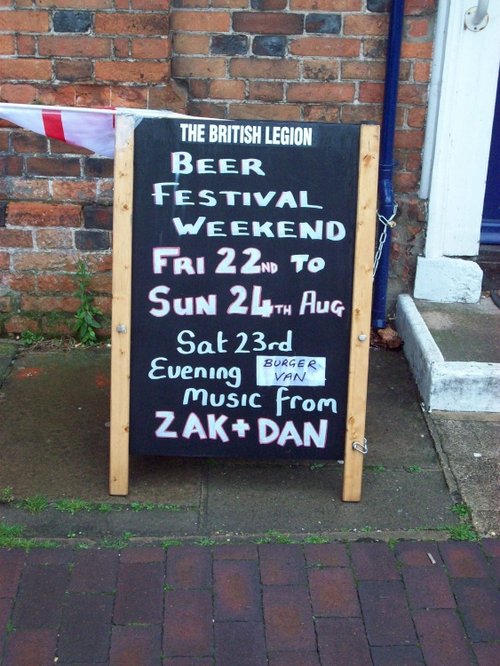 THE BRITISH LEGION
BEER
FESTIVAL
WEEKEND
FRI 22ND TO
SUN 24TH AUG
Sat 23rd
Evening BURGER VAN
Music from
ZAK + DAN